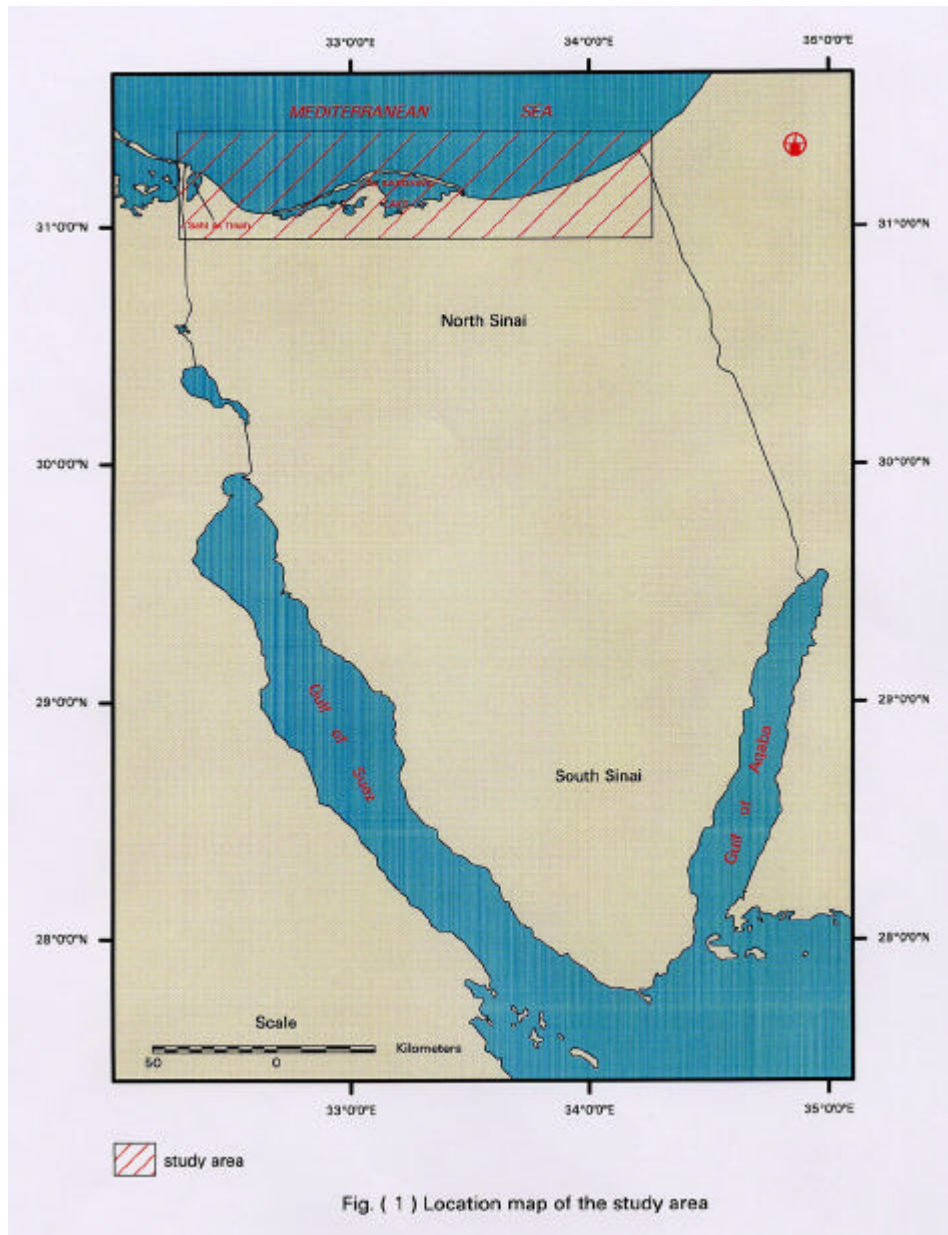 33°0'0"E 34°0'0"E 35°0'0"E
MEDITERRANEAN SEA
31°0'0"N 31°0'0"N
North Sinai
30°0'0"N 30°0'0"N
29°0'0"N 29°0'0"N
Gulf of Suez
Gulf of Aqaba
South Sinai
28°0'0"N 28°0'0"N
Scale
Kilometers
50 0
33°0'0"E 34°0'0"E 35°0'0"E
study area
Fig. ( 1 ) Location map of the study area